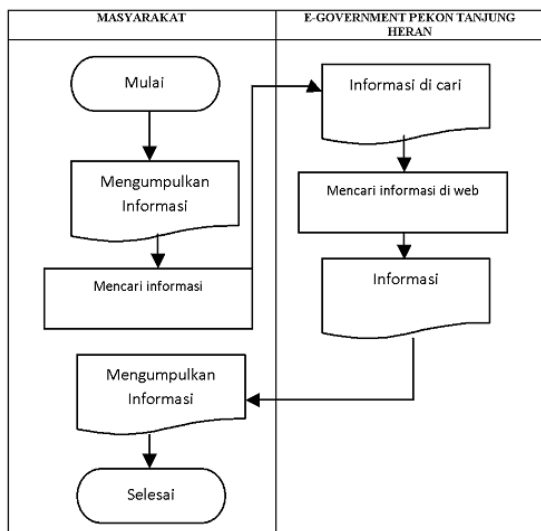 MASYARAKAT
E-GOVERNMENT PEKON TANJUNG
HERAN
Mulai
Mengumpulkan
Informasi
Mencari informasi
Informasi di cari
Mencari informasi di web
Informasi
Mengumpulkan
Informasi
Selesai